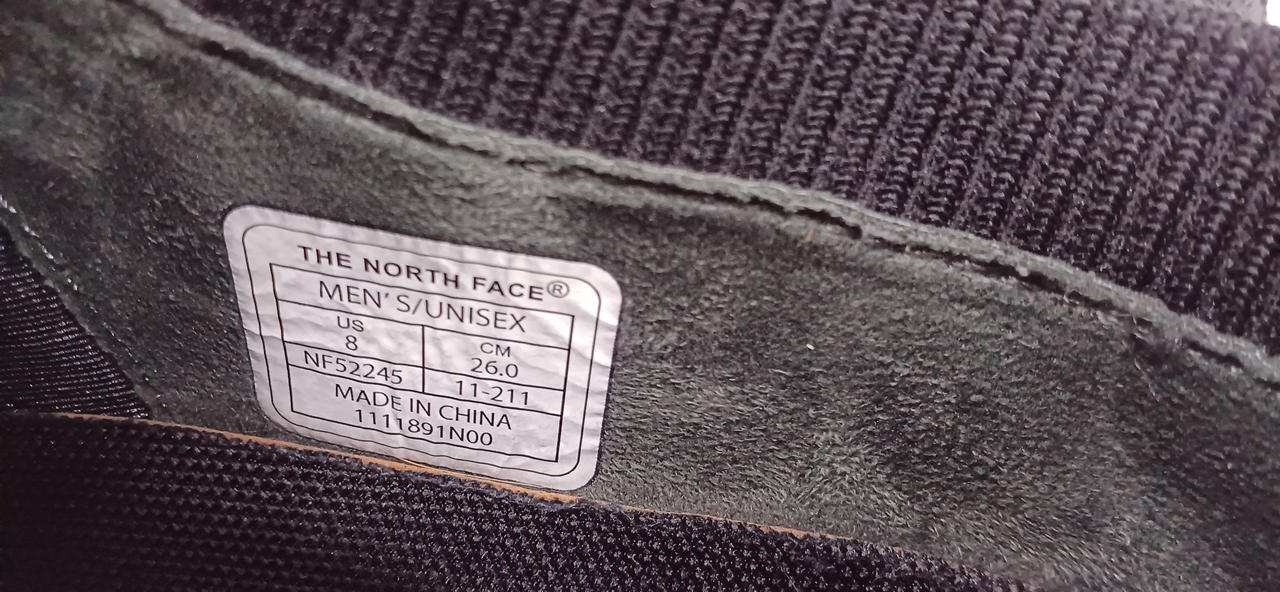 THE NORTH FACE®
MEN'S/UNISEX
US CM
8 26.0
NF52245 11-211
MADE IN CHINA
1111891N00